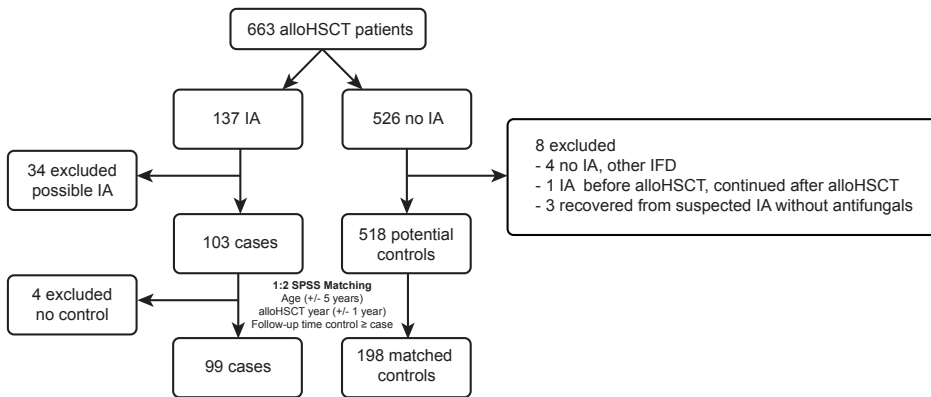 663 alloHSCT patients
137 IA
526 no IA
8 excluded
- 4 no IA, other IFD
- 1 IA before alloHSCT, continued after alloHSCT
- 3 recovered from suspected IA without antifungals
34 excluded
possible IA
103 cases
518 potential
controls
1:2 SPSS Matching
Age (+/- 5 years)
alloHSCT year (+/- 1 year)
Follow-up time control ≥ case
4 excluded
no control
99 cases
198 matched
controls